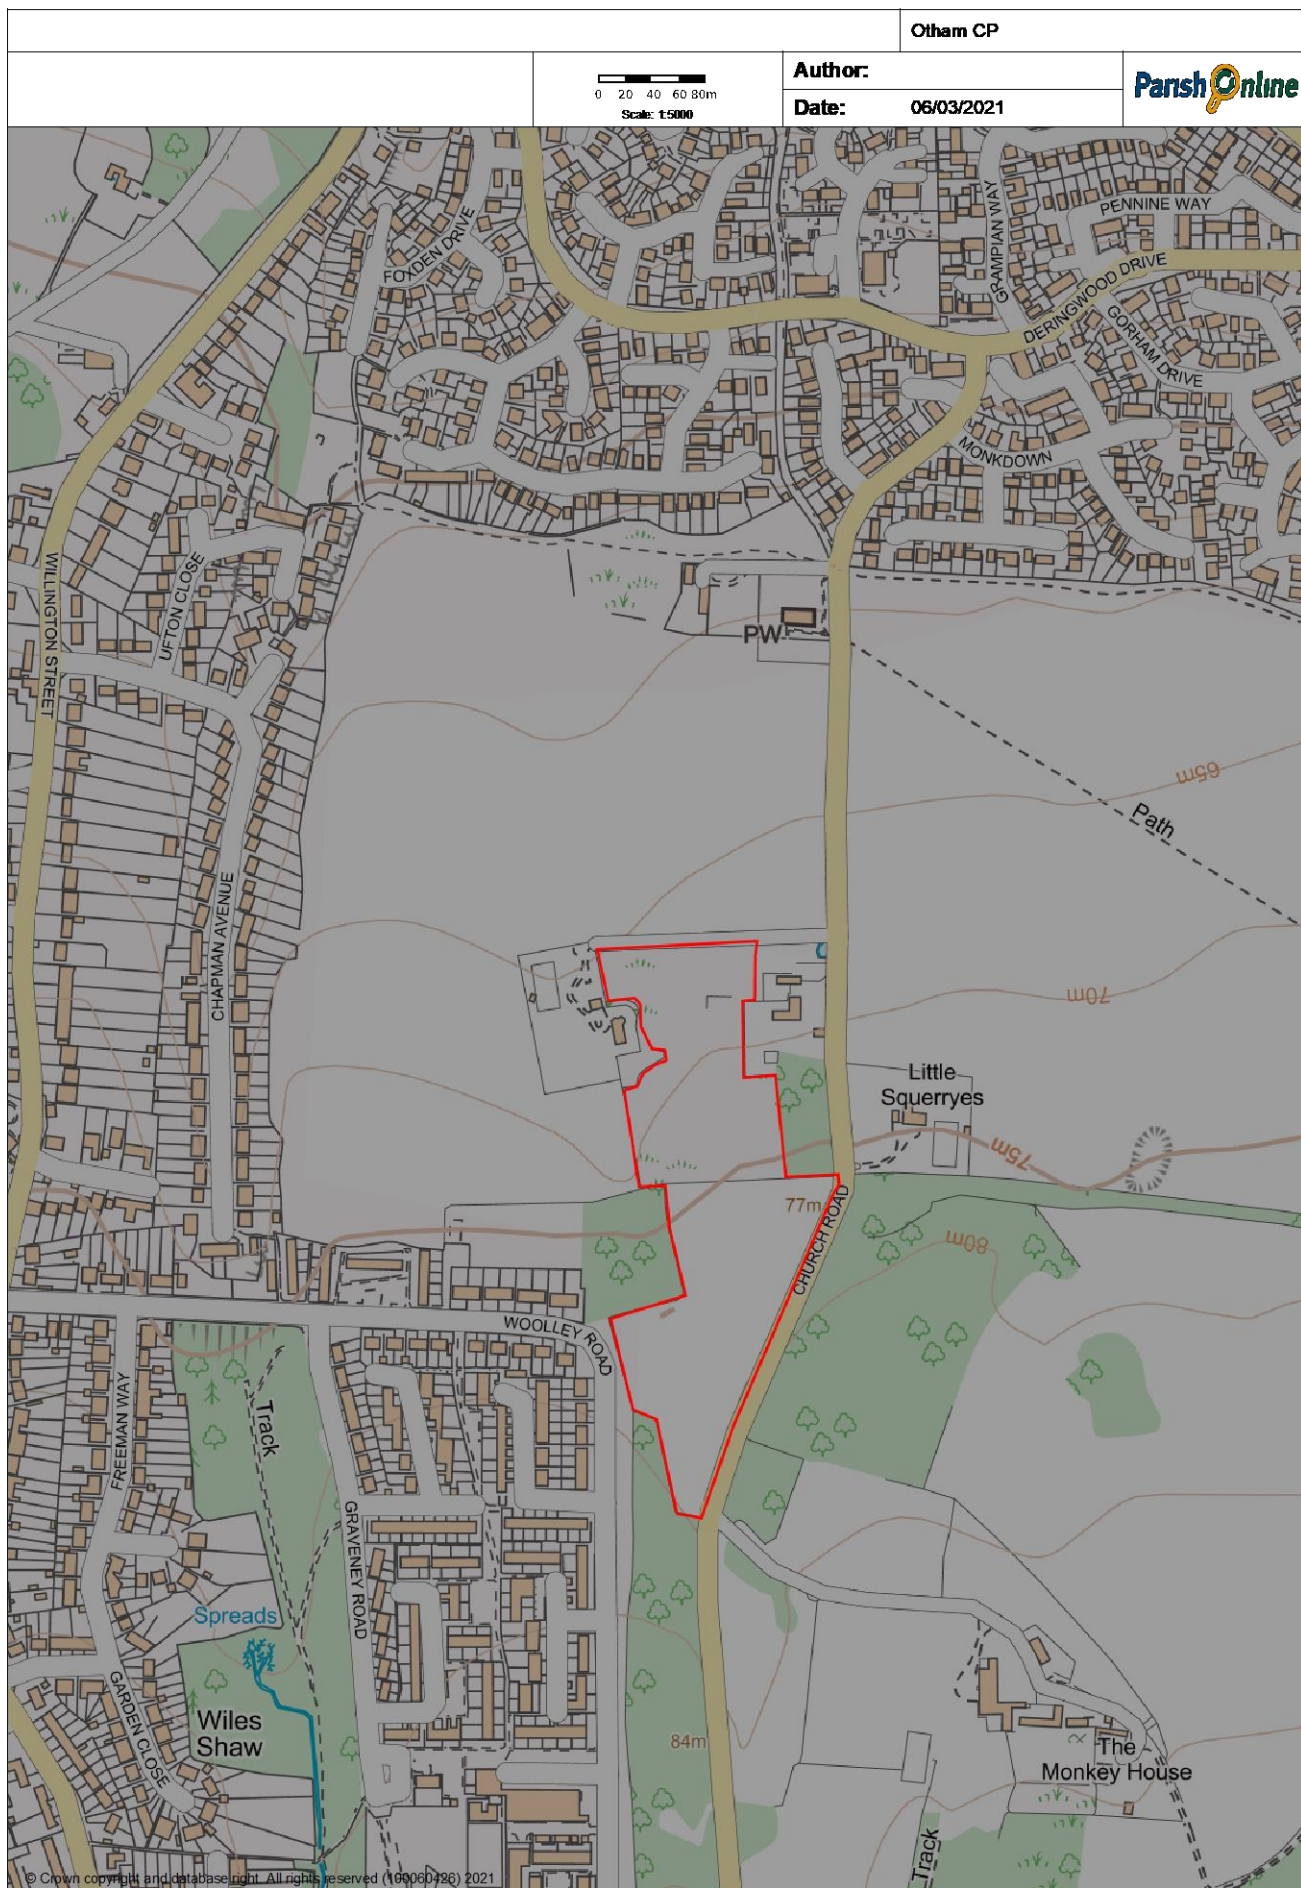 Otham CP
0 20 40 60 80m
Scale: 1:5000
Author:
Date: 06/03/2021
Parish Online
PENNINE WAY
GRAMPIAN WAY
FOXDEN DRIVE
DERINGWOOD DRIVE
GORHAM DRIVE
MONKDOWN
WILLINGTON STREET
UFTON CLOSE
PW
65m
Path
CHAPMAN AVENUE
70m
Little
Squerryes
75m
77m
CHURCH ROAD
80m
WOOLLEY ROAD
FREEMAN WAY
Track
GRAVENEY ROAD
Spreads
GARDEN CLOSE
Wiles
Shaw
84m
The
Monkey House
Track
© Crown copyright and database right. All rights reserved (100060426) 2021